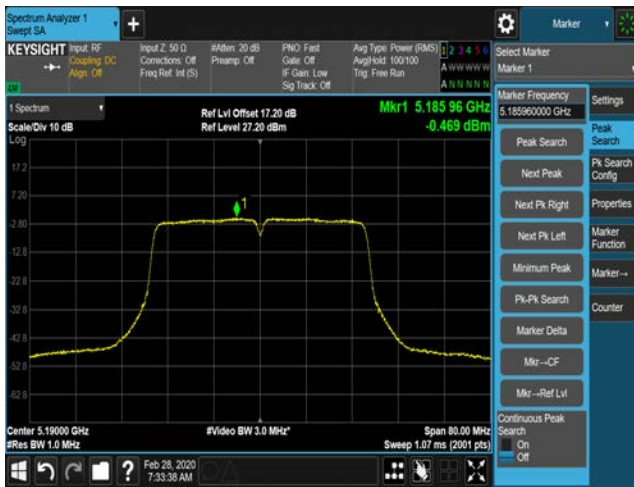 Spectrum Analyzer 1
Swept SA
+
Marker
KEYSIGHT
Input: RF
Coupling: DC
Align: Off
Input Z: 50 Ω
Corrections: Off
Freq Ref: Int (S)
#Atten: 20 dB
Preamp: Off
PNO: Fast
Gate: Off
IF Gain: Low
Sig Track: Off
Avg Type: Power (RMS)
Avg|Hold: 100/100
Trig: Free Run
1 2 3 4 5 6
A W W W W W
A N N N N N
Select Marker
Marker 1
1 Spectrum
Scale/Div 10 dB
Log
Ref Lvl Offset 17.20 dB
Ref Level 27.20 dBm
Mkr1 5.185 96 GHz
-0.469 dBm
17.2
7.20
-2.80
-12.8
-22.8
-32.8
-42.8
-52.8
-62.8
1
Center 5.19000 GHz
#Res BW 1.0 MHz
#Video BW 3.0 MHz*
Span 80.00 MHz
Sweep 1.07 ms (2001 pts)
Marker Frequency
5.185960000 GHz
Peak Search
Next Peak
Next Pk Right
Next Pk Left
Minimum Peak
Pk-Pk Search
Marker Delta
Mkr→CF
Mkr→Ref Lvl
Continuous Peak
Search
On
Off
Settings
Peak
Search
Pk Search
Config
Properties
Marker
Function
Marker→
Counter
?
Feb 28, 2020
7:33:38 AM